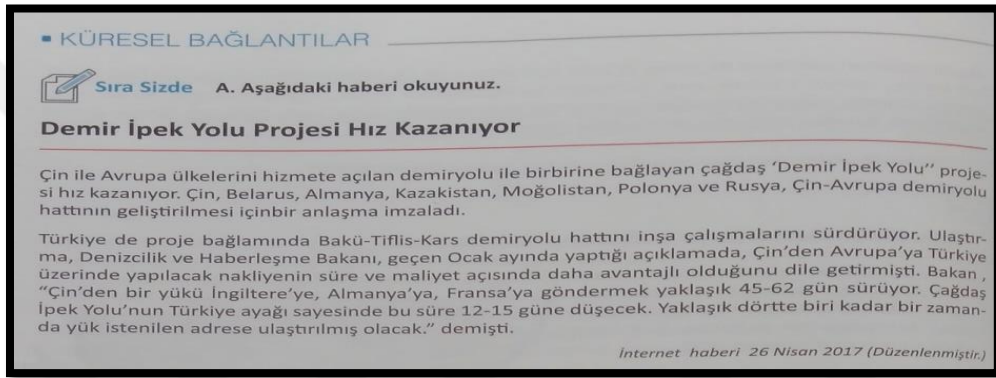 ▪ KÜRESEL BAĞLANTILAR
Sıra Sizde A. Aşağıdaki haberi okuyunuz.
Demir İpek Yolu Projesi Hız Kazanıyor
Çin ile Avrupa ülkelerini hizmete açılan demiryolu ile birbirine bağlayan çağdaş ‘Demir İpek Yolu’’ proje-
si hız kazanıyor. Çin, Belarus, Almanya, Kazakistan, Moğolistan, Polonya ve Rusya, Çin-Avrupa demiryolu
hattının geliştirilmesi içinbir anlaşma imzaladı.
Türkiye de proje bağlamında Bakü-Tiflis-Kars demiryolu hattını inşa çalışmalarını sürdürüyor. Ulaştır-
ma, Denizcilik ve Haberleşme Bakanı, geçen Ocak ayında yaptığı açıklamada, Çin’den Avrupa’ya Türkiye
üzerinde yapılacak nakliyenin süre ve maliyet açısında daha avantajlı olduğunu dile getirmişti. Bakan ,
“Çin’den bir yükü İngiltere’ye, Almanya’ya, Fransa’ya göndermek yaklaşık 45-62 gün sürüyor. Çağdaş
İpek Yolu’nun Türkiye ayağı sayesinde bu süre 12-15 güne düşecek. Yaklaşık dörtte biri kadar bir zaman-
da yük istenilen adrese ulaştırılmış olacak.” demişti.
İnternet haberi 26 Nisan 2017 (Düzenlenmiştir.)